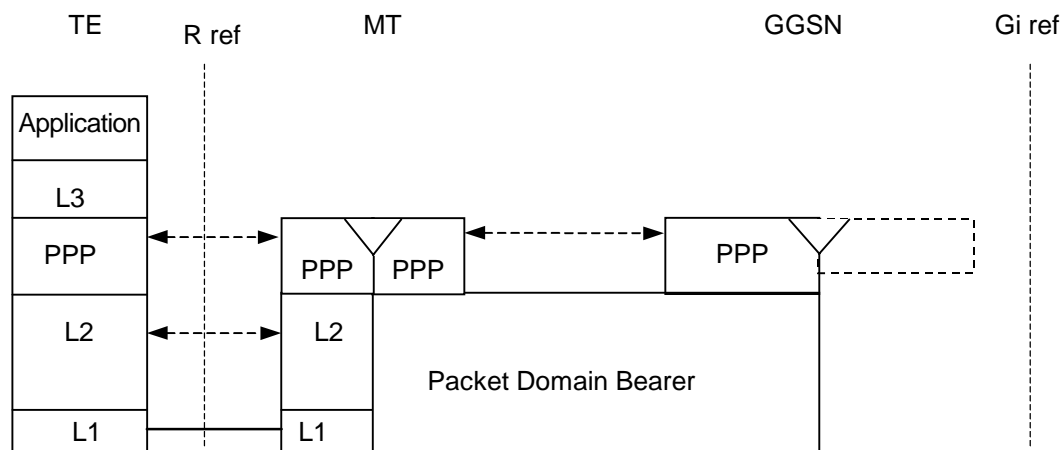 TE
R ref
MT
GGSN
Gi ref
Application
L3
PPP
PPP
PPP
PPP
L2
L2
Packet Domain Bearer
L1
L1